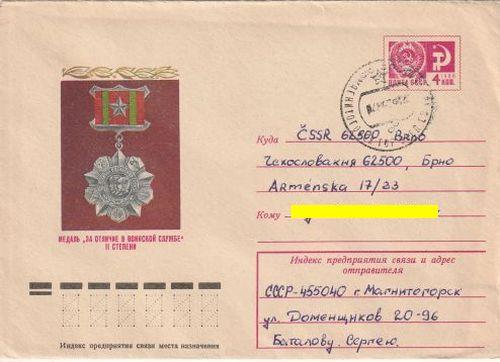 ПОЧТА СССР
4 КОП.
МЕДАЛЬ „ЗА ОТЛИЧИЕ В ВОИНСКОЙ СЛУЖБЕ"
II СТЕПЕНИ
Куда ČSSR 62500, Brno
Чехословакия 62500, Брно
Arménska 17/23
Кому
Индекс предприятия связи и адрес
отправителя
СССР-455040 г. Магнитогорск
ул. Доменщиков 20-96
Баталову Сергею.
Индекс предприятия связи места назначения